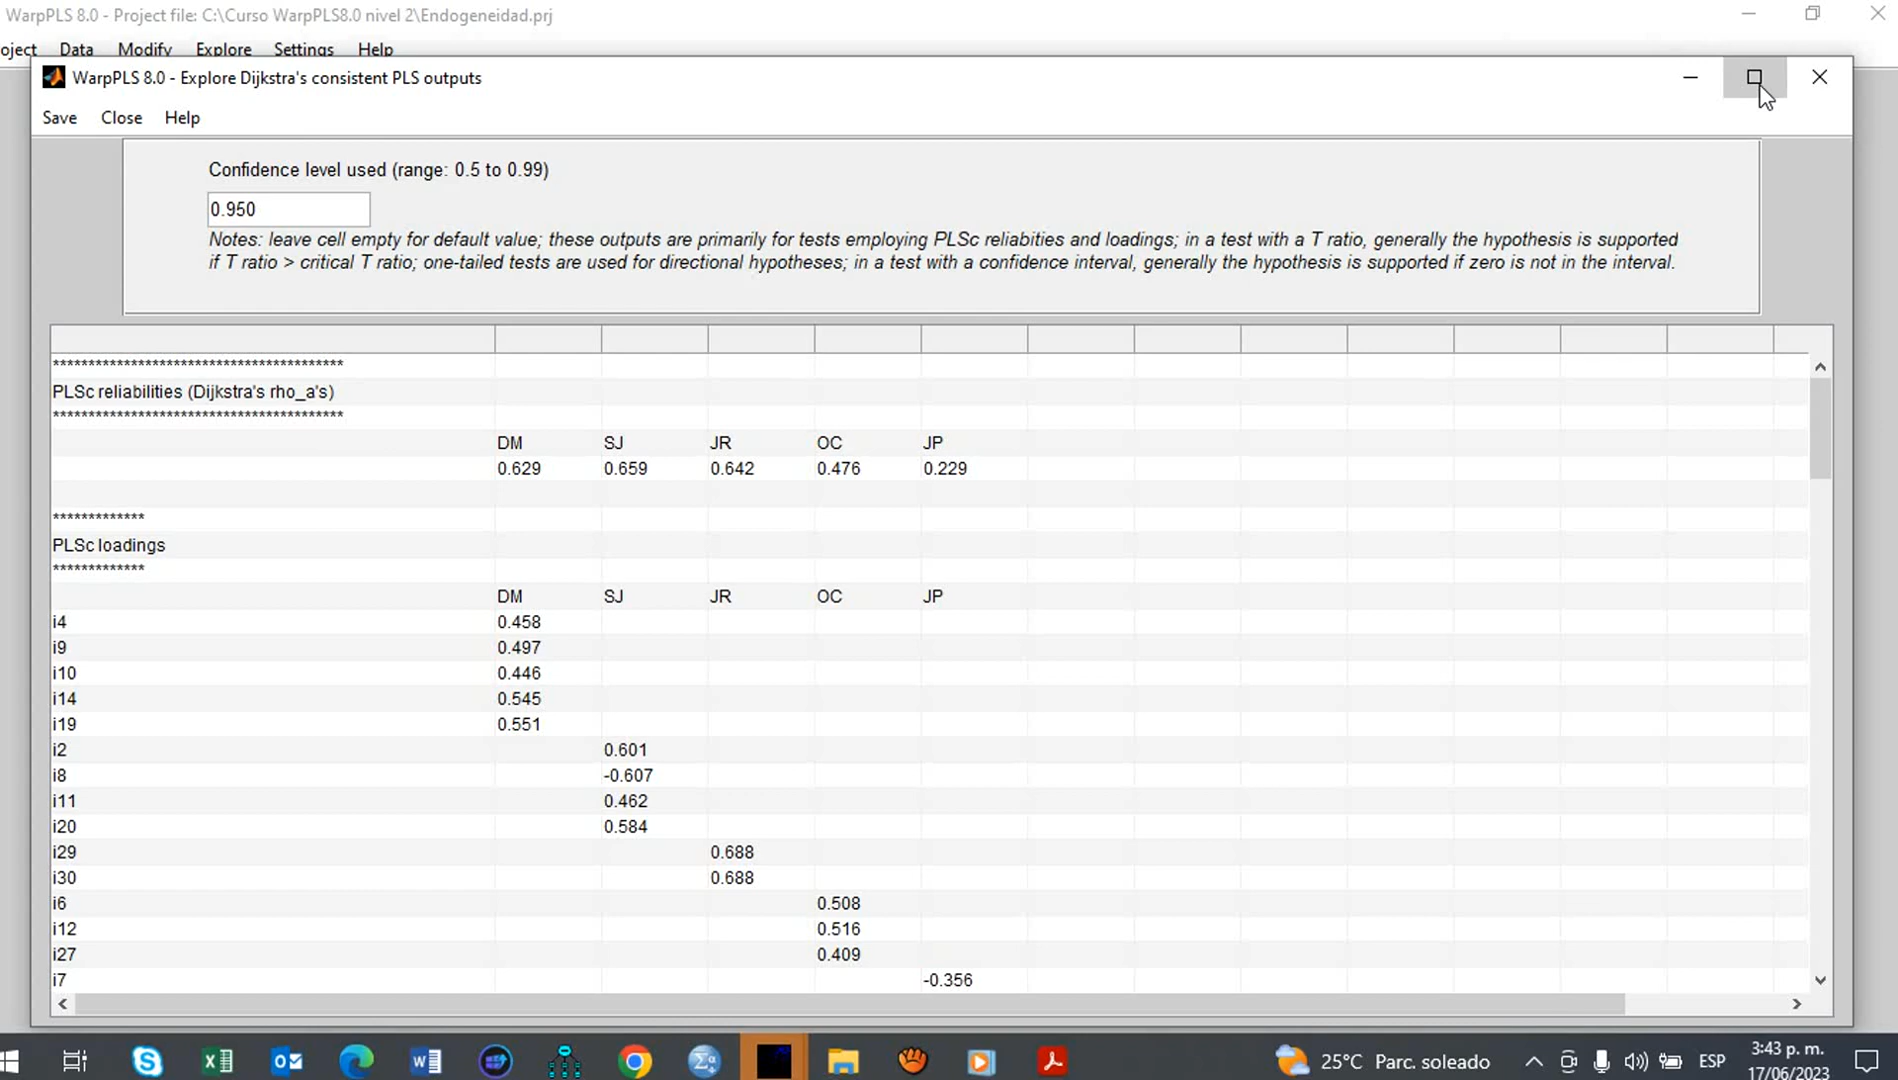 WarpPLS 8.0 - Project file: C:\Curso WarpPLS8.0 nivel 2\Endogeneidad.prj
oject Data Modify Explore Settings Help
WarpPLS 8.0 - Explore Dijkstra's consistent PLS outputs
Save Close Help
Confidence level used (range: 0.5 to 0.99)
0.950
Notes: leave cell empty for default value; these outputs are primarily for tests employing PLSc reliabities and loadings; in a test with a T ratio, generally the hypothesis is supported
if T ratio > critical T ratio; one-tailed tests are used for directional hypotheses; in a test with a confidence interval, generally the hypothesis is supported if zero is not in the interval.
*****************************************
PLSc reliabilities (Dijkstra's rho_a's)
*****************************************
DM SJ JR OC JP
0.629 0.659 0.642 0.476 0.229
*************
PLSc loadings
*************
DM SJ JR OC JP
i4 0.458
i9 0.497
i10 0.446
i14 0.545
i19 0.551
i2 0.601
i8 -0.607
i11 0.462
i20 0.584
i29 0.688
i30 0.688
i6 0.508
i12 0.516
i27 0.409
i7 -0.356
25°C Parc. soleado
ESP
3:43 p. m.
17/06/2023